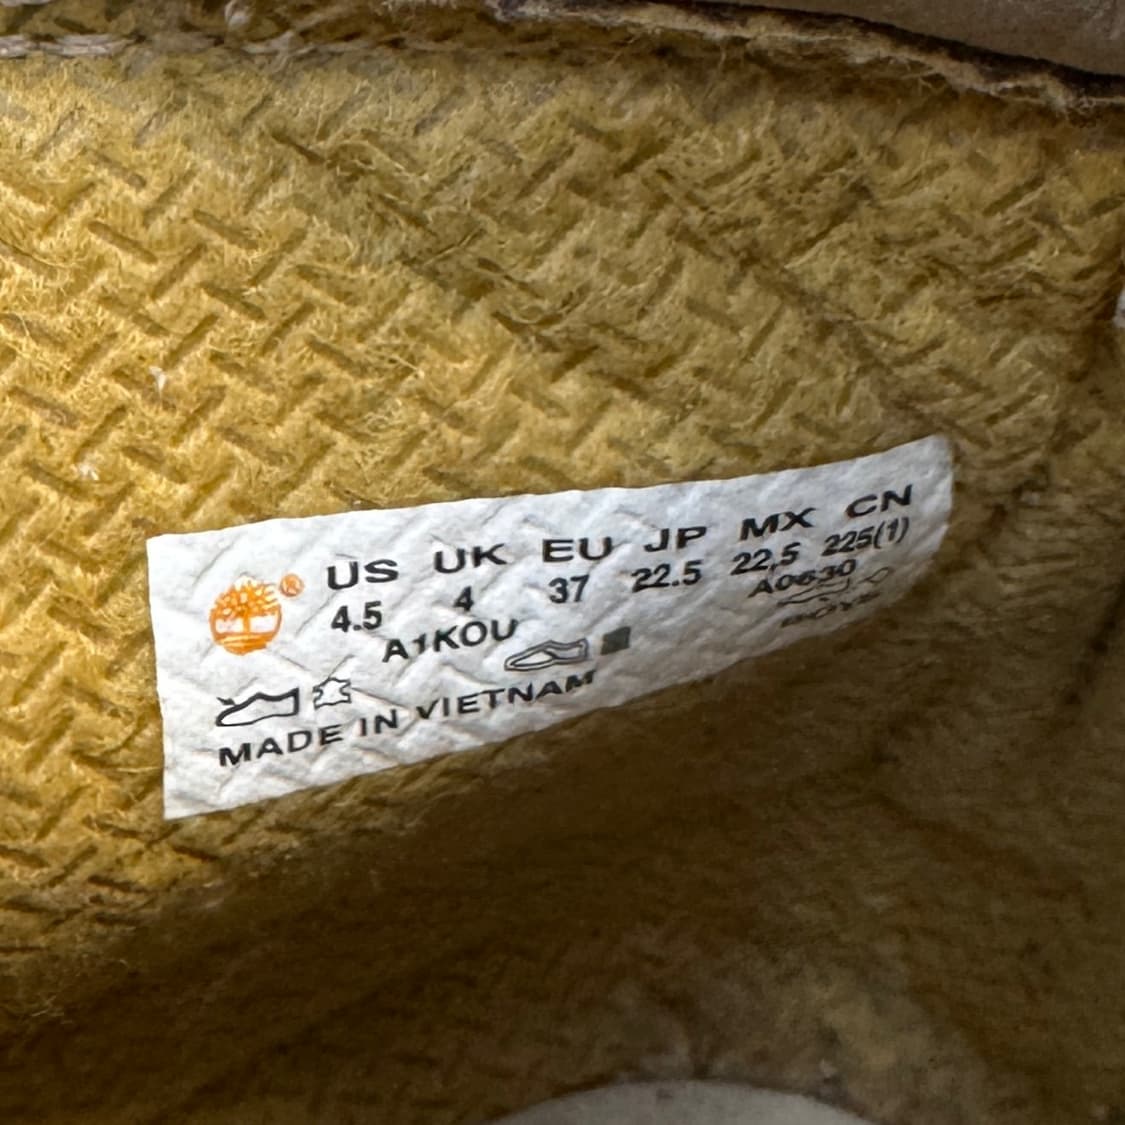 US UK EU JP MX CN
4.5 4 37 22.5 22,5 225(1)
A1KOU A0630
BOYS
MADE IN VIETNAM
®